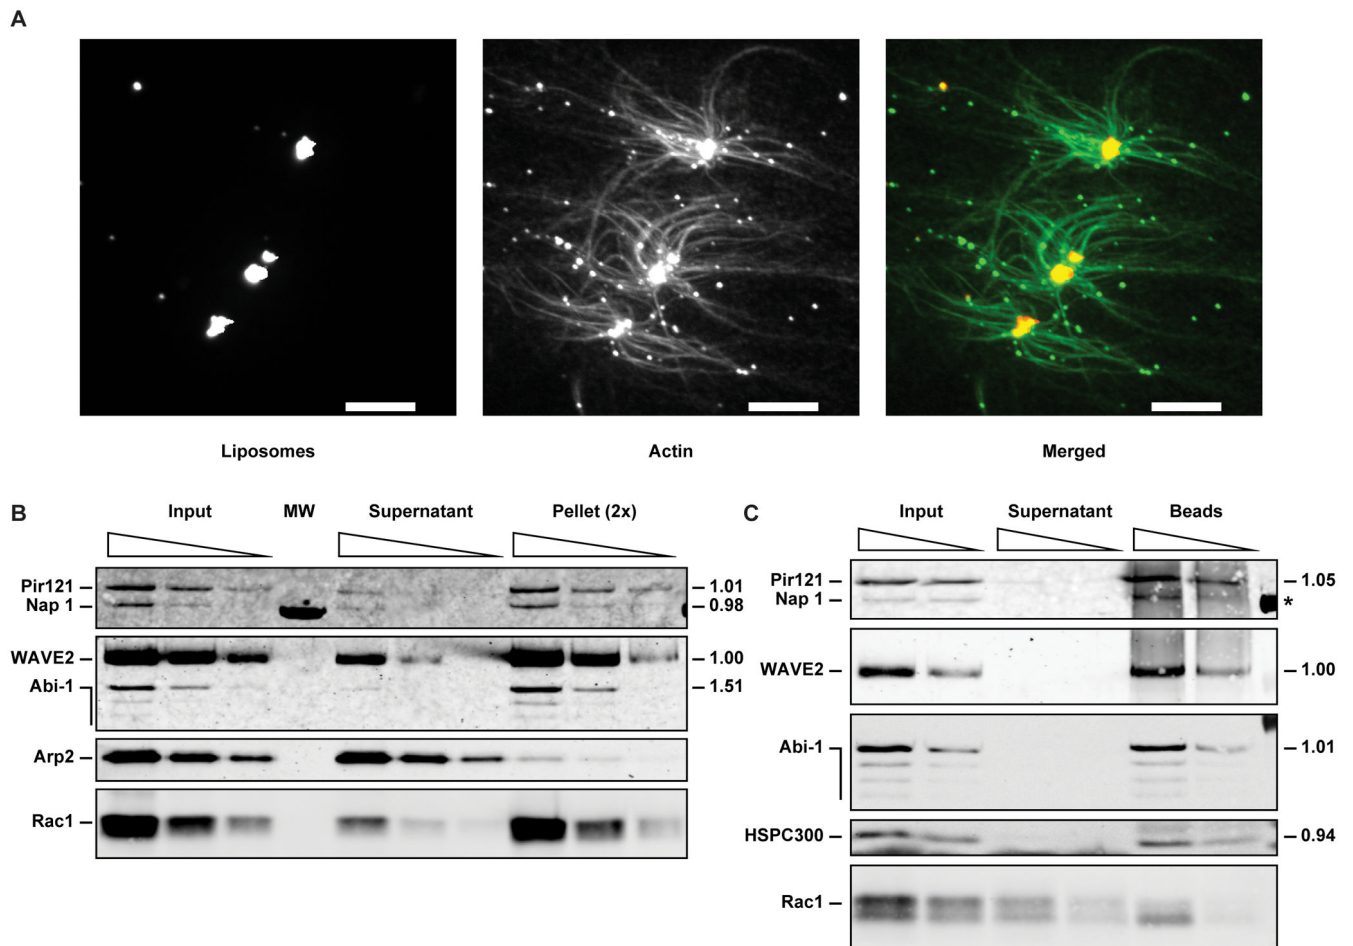 A
Liposomes
Actin
Merged
B
Input
MW
Supernatant
Pellet (2x)
Pir121
1.01
Nap 1
0.98
WAVE2
1.00
Abi-1
1.51
Arp2
Rac1
C
Input
Supernatant
Beads
Pir121
1.05
Nap 1
*
WAVE2
1.00
Abi-1
1.01
HSPC300
0.94
Rac1